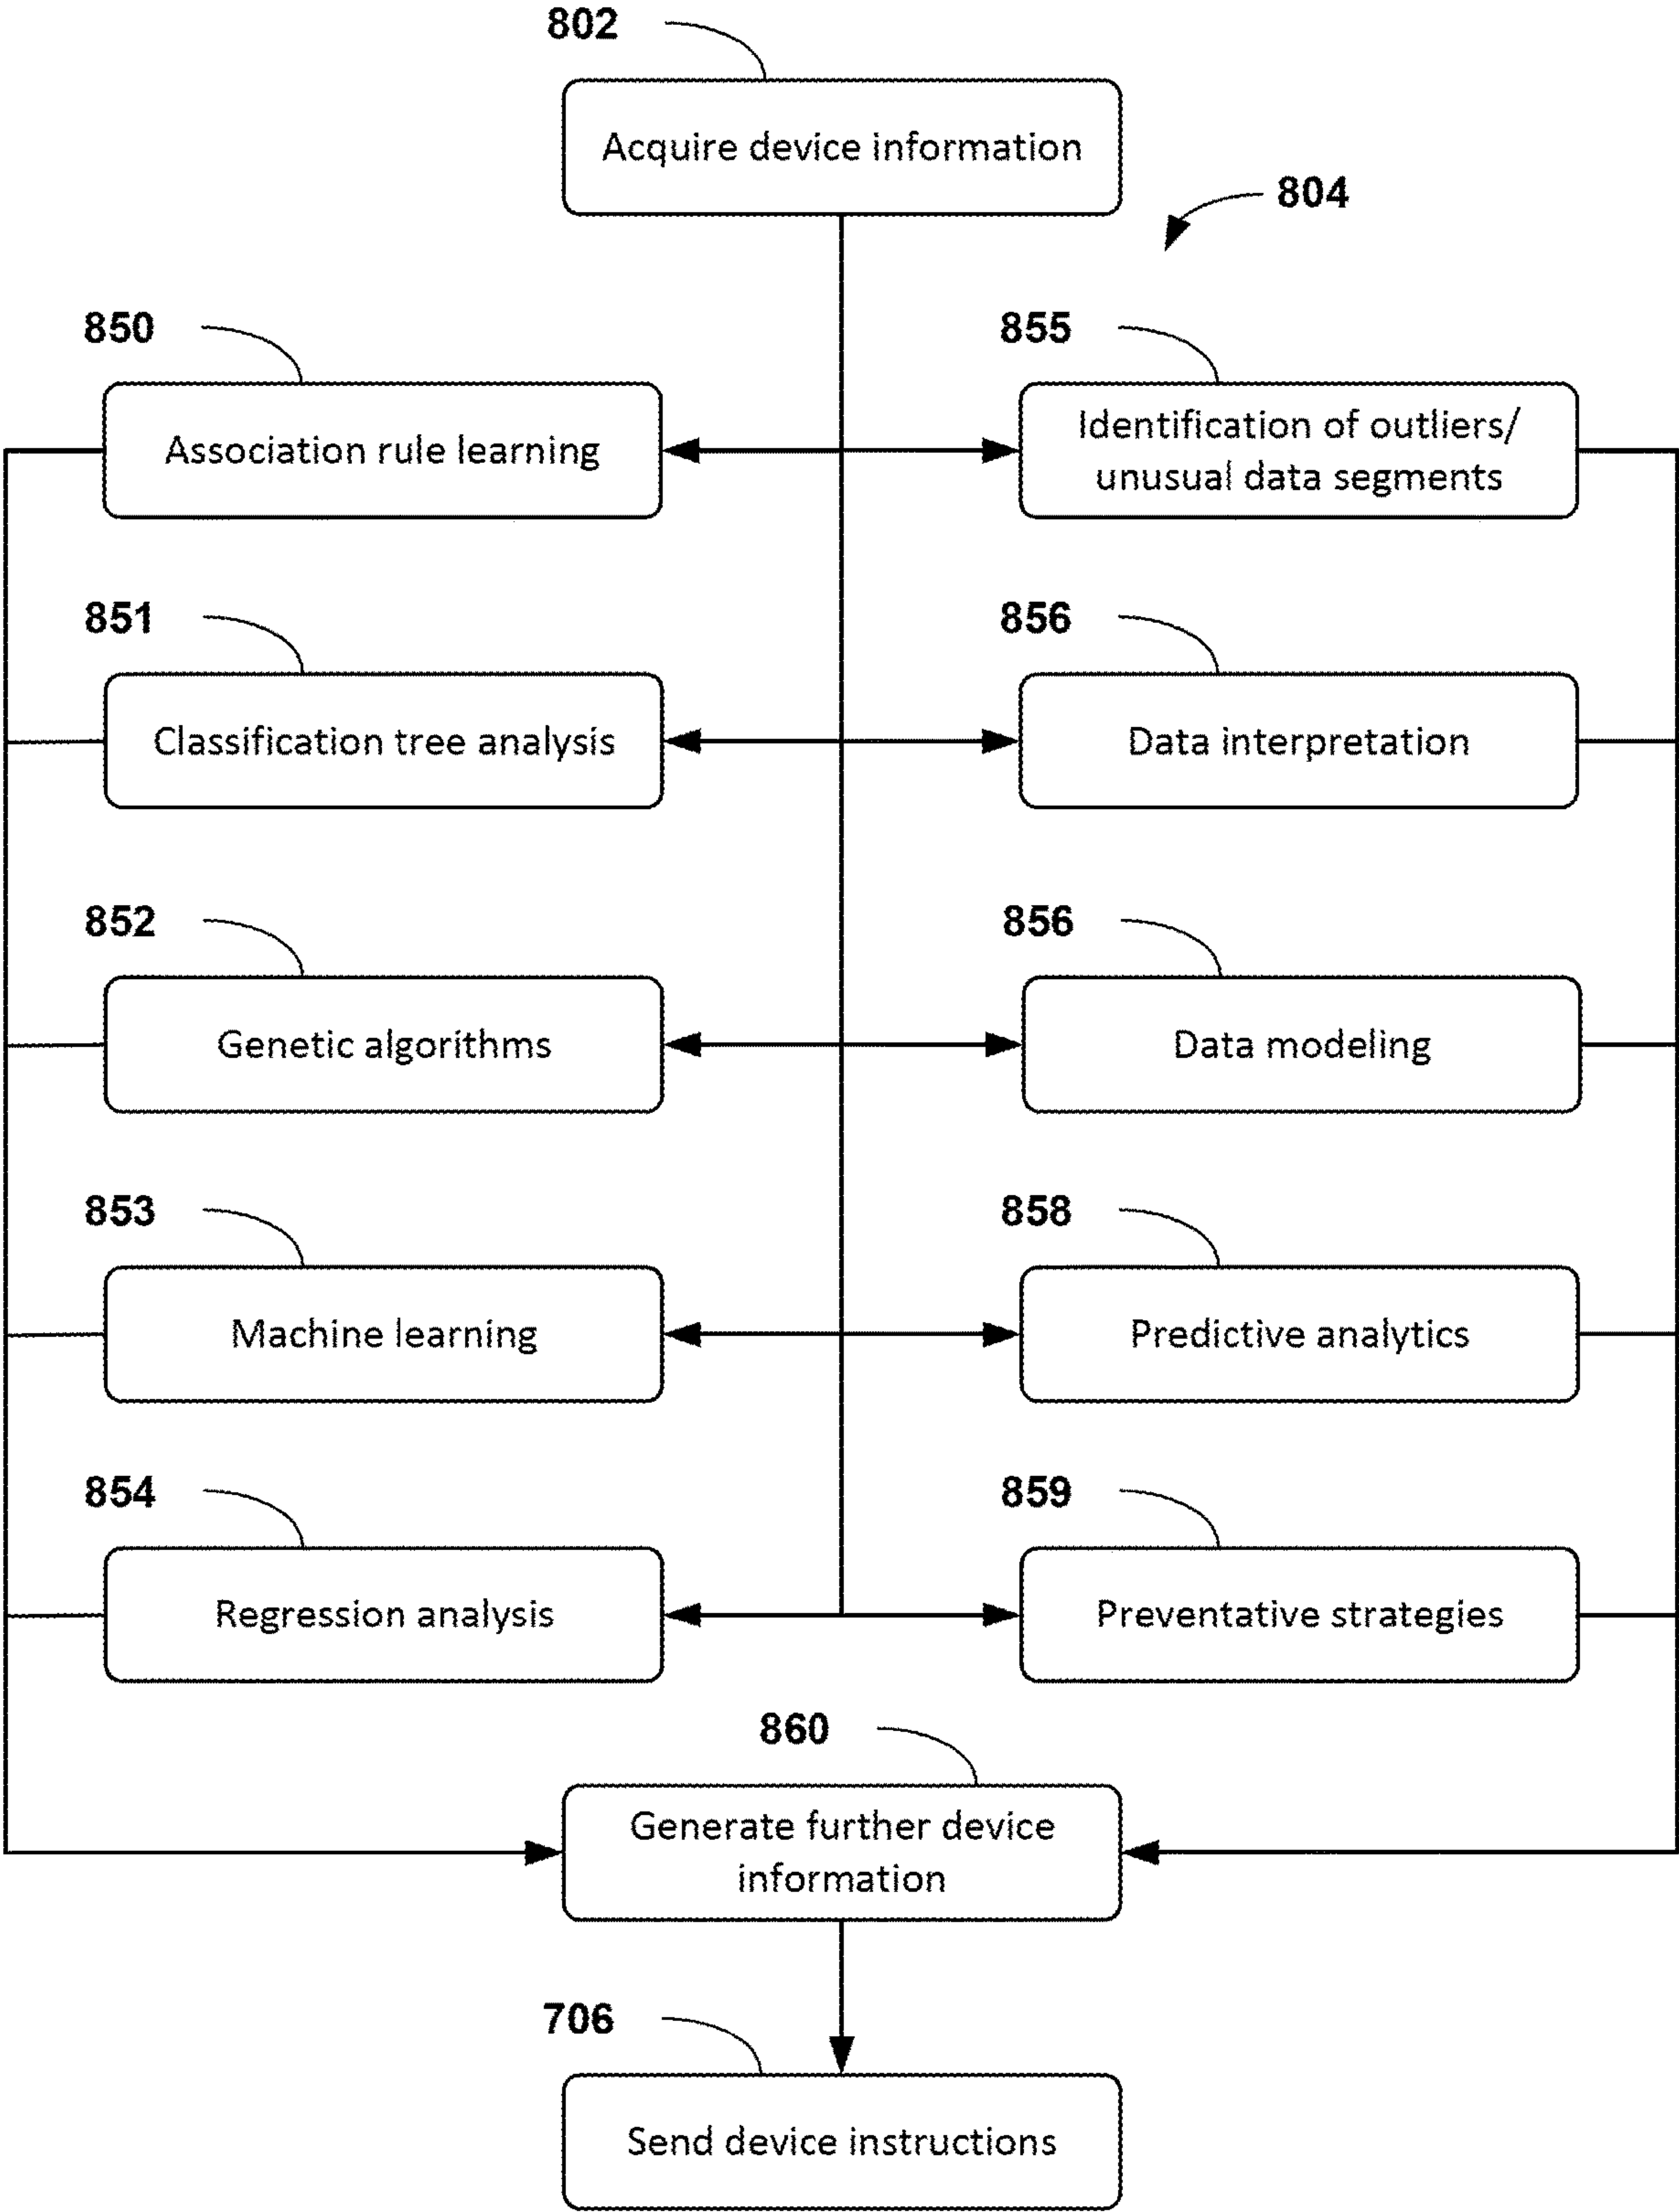 802
Acquire device information
804
850
Association rule learning
855
Identification of outliers/
unusual data segments
851
Classification tree analysis
856
Data interpretation
852
Genetic algorithms
856
Data modeling
853
Machine learning
858
Predictive analytics
854
Regression analysis
859
Preventative strategies
860
Generate further device
information
706
Send device instructions